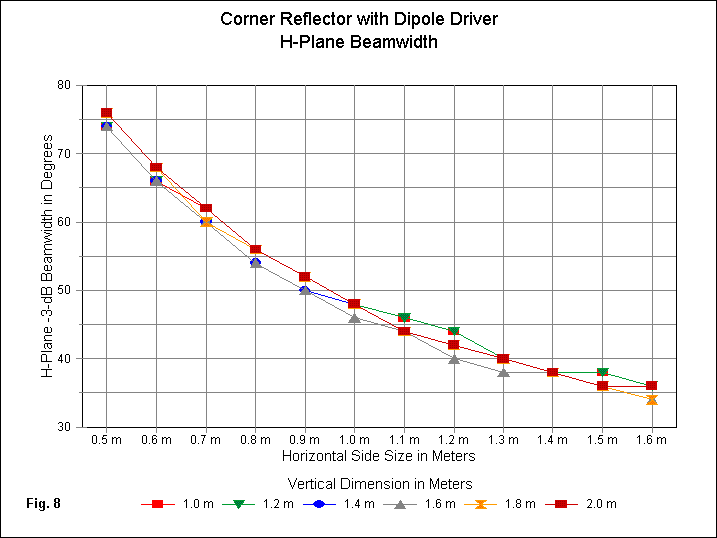 Corner Reflector with Dipole Driver
H-Plane Beamwidth
H-Plane -3-dB Beamwidth in Degrees
80
70
60
50
40
30
0.5 m 0.6 m 0.7 m 0.8 m 0.9 m 1.0 m 1.1 m 1.2 m 1.3 m 1.4 m 1.5 m 1.6 m
Horizontal Side Size in Meters
Vertical Dimension in Meters
Fig. 8 1.0 m 1.2 m 1.4 m 1.6 m 1.8 m 2.0 m